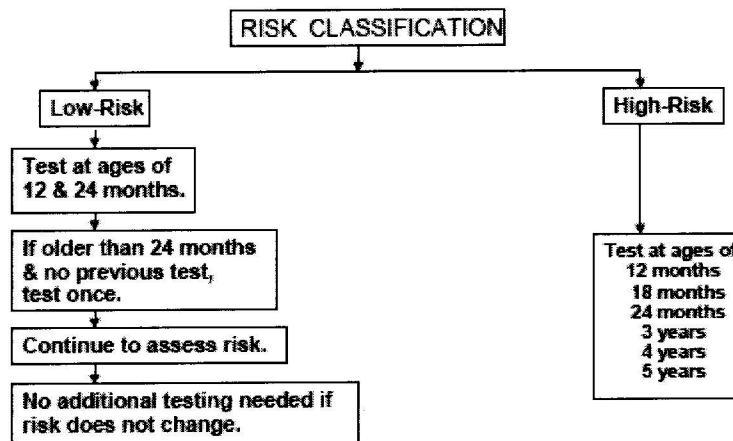 RISK CLASSIFICATION
Low-Risk
High-Risk
Test at ages of
12 & 24 months.
If older than 24 months
& no previous test,
test once.
Continue to assess risk.
No additional testing needed if
risk does not change.
Test at ages of
12 months
18 months
24 months
3 years
4 years
5 years